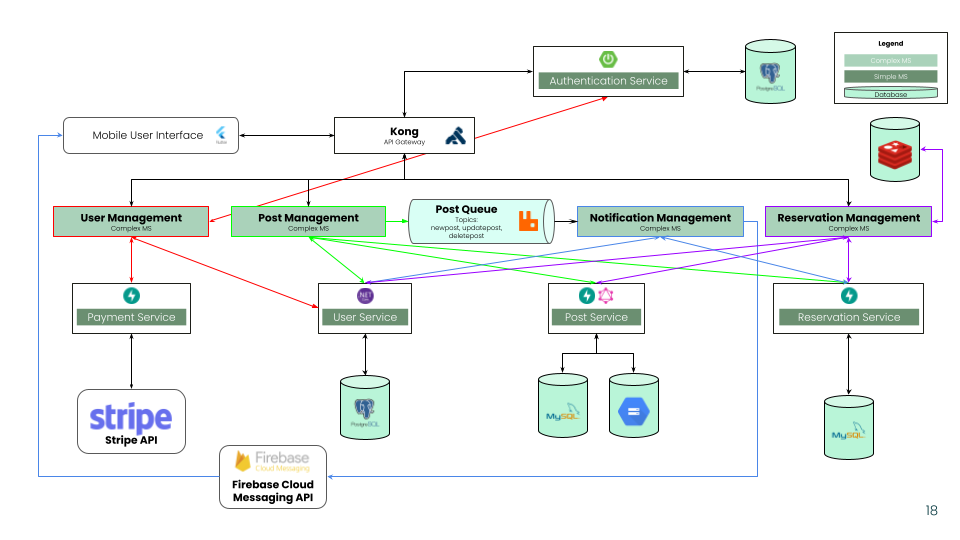 Legend
Complex MS
Simple MS
Database
Authentication Service
PostgreSQL
Mobile User Interface
Flutter
Kong
API Gateway
User Management
Complex MS
Post Management
Complex MS
Post Queue
Topics:
newpost, updatepost,
deletepost
Notification Management
Complex MS
Reservation Management
Complex MS
Payment Service
.NET
User Service
Post Service
Reservation Service
stripe
Stripe API
PostgreSQL
MySQL
MySQL
Firebase
Cloud Messaging
Firebase Cloud
Messaging API
18